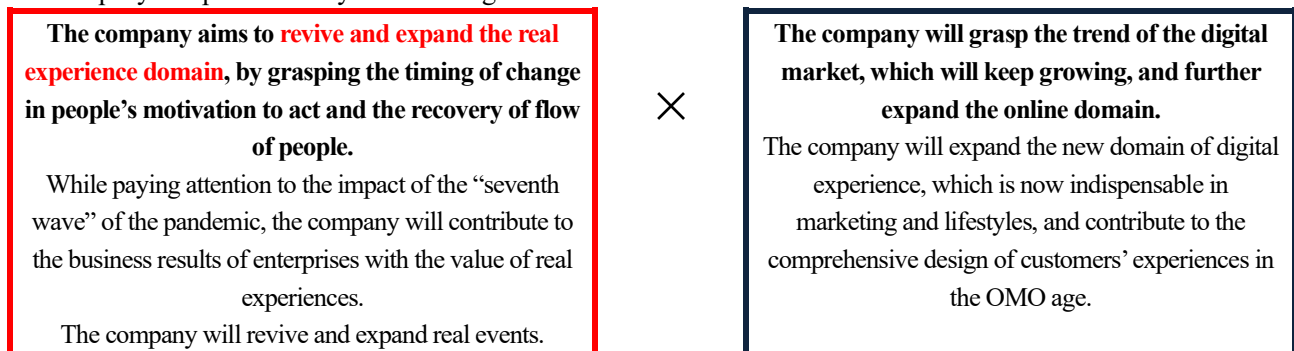 The company aims to revive and expand the real
experience domain, by grasping the timing of change
in people's motivation to act and the recovery of flow
of people.
While paying attention to the impact of the “seventh
wave” of the pandemic, the company will contribute to
the business results of enterprises with the value of real
experiences.
The company will revive and expand real events.
×
The company will grasp the trend of the digital
market, which will keep growing, and further
expand the online domain.
The company will expand the new domain of digital
experience, which is now indispensable in
marketing and lifestyles, and contribute to the
comprehensive design of customers’ experiences in
the OMO age.